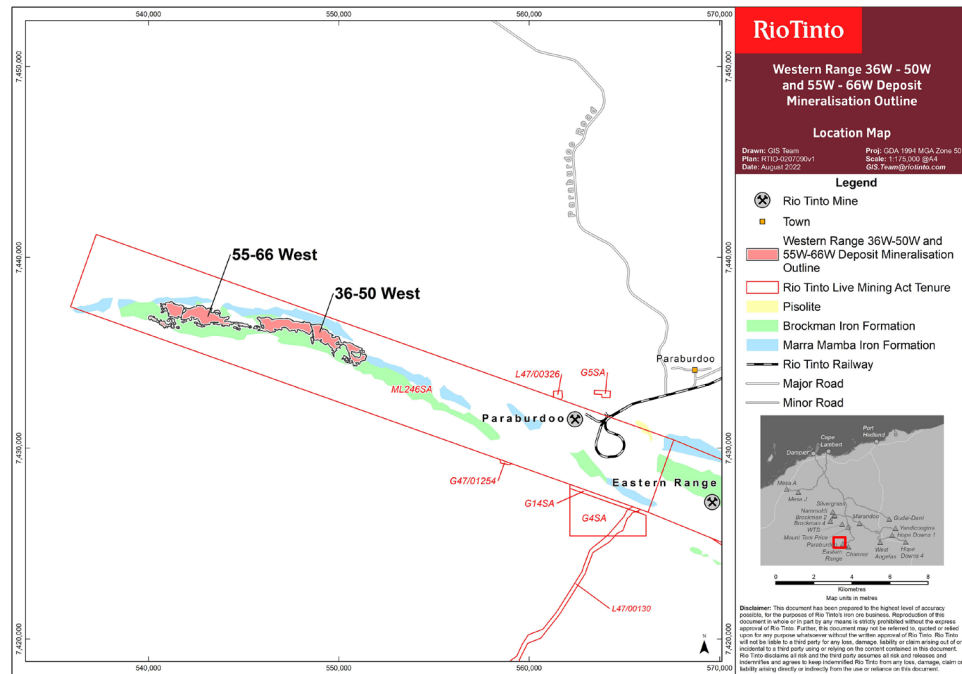 540,000
550,000
560,000
570,000
7,450,000
7,440,000
7,430,000
7,420,000
Paraburdoo Road
55-66 West
36-50 West
Paraburdoo
L47/00326
G5SA
ML246SA
Paraburdoo
Eastern Range
G47/01254
G14SA
G4SA
L47/00130
N
7,450,000
7,440,000
7,430,000
7,420,000
540,000
550,000
560,000
570,000
RioTinto
Western Range 36W - 50W
and 55W - 66W Deposit
Mineralisation Outline
Location Map
Drawn: GIS Team
Plan: RTIO-0207090v1
Date: August 2022
Proj: GDA 1994 MGA Zone 50
Scale: 1:175,000 @A4
GIS.Team@riotinto.com
Legend
Rio Tinto Mine
Town
Western Range 36W-50W and
55W-66W Deposit Mineralisation
Outline
Rio Tinto Live Mining Act Tenure
Pisolite
Brockman Iron Formation
Marra Mamba Iron Formation
Rio Tinto Railway
Major Road
Minor Road
Port
Hedland
Cape
Lambert
Dampier
Mesa A
Mesa J
Silvergrass
Nammuldi
Brockman 2
Brockman 4
WTS
Marandoo
Gudai-Darri
Yandicoogina
Hope Downs 1
Mount Tom Price
Paraburdoo
Eastern
Range
Channar
West
Angelas
Hope
Downs 4
0 2 4 6 8
Kilometres
Map units in metres
Disclaimer: This document has been prepared to the highest level of accuracy
possible, for the purposes of Rio Tinto's iron ore business. Reproduction of this
document in whole or in part by any means is strictly prohibited without the express
approval of Rio Tinto. Further, this document may not be referred to, quoted or relied
upon for any purpose whatsoever without the written approval of Rio Tinto. Rio Tinto
will not be liable to a third party for any loss, damage, liability or claim arising out of or
incidental to a third party using or relying on the content contained in this document.
Rio Tinto disclaims all risk and the third party assumes all risk and releases and
indemnifies and agrees to keep indemnified Rio Tinto from any loss, damage, claim or
liability arising directly or indirectly from the use or reliance on this document.